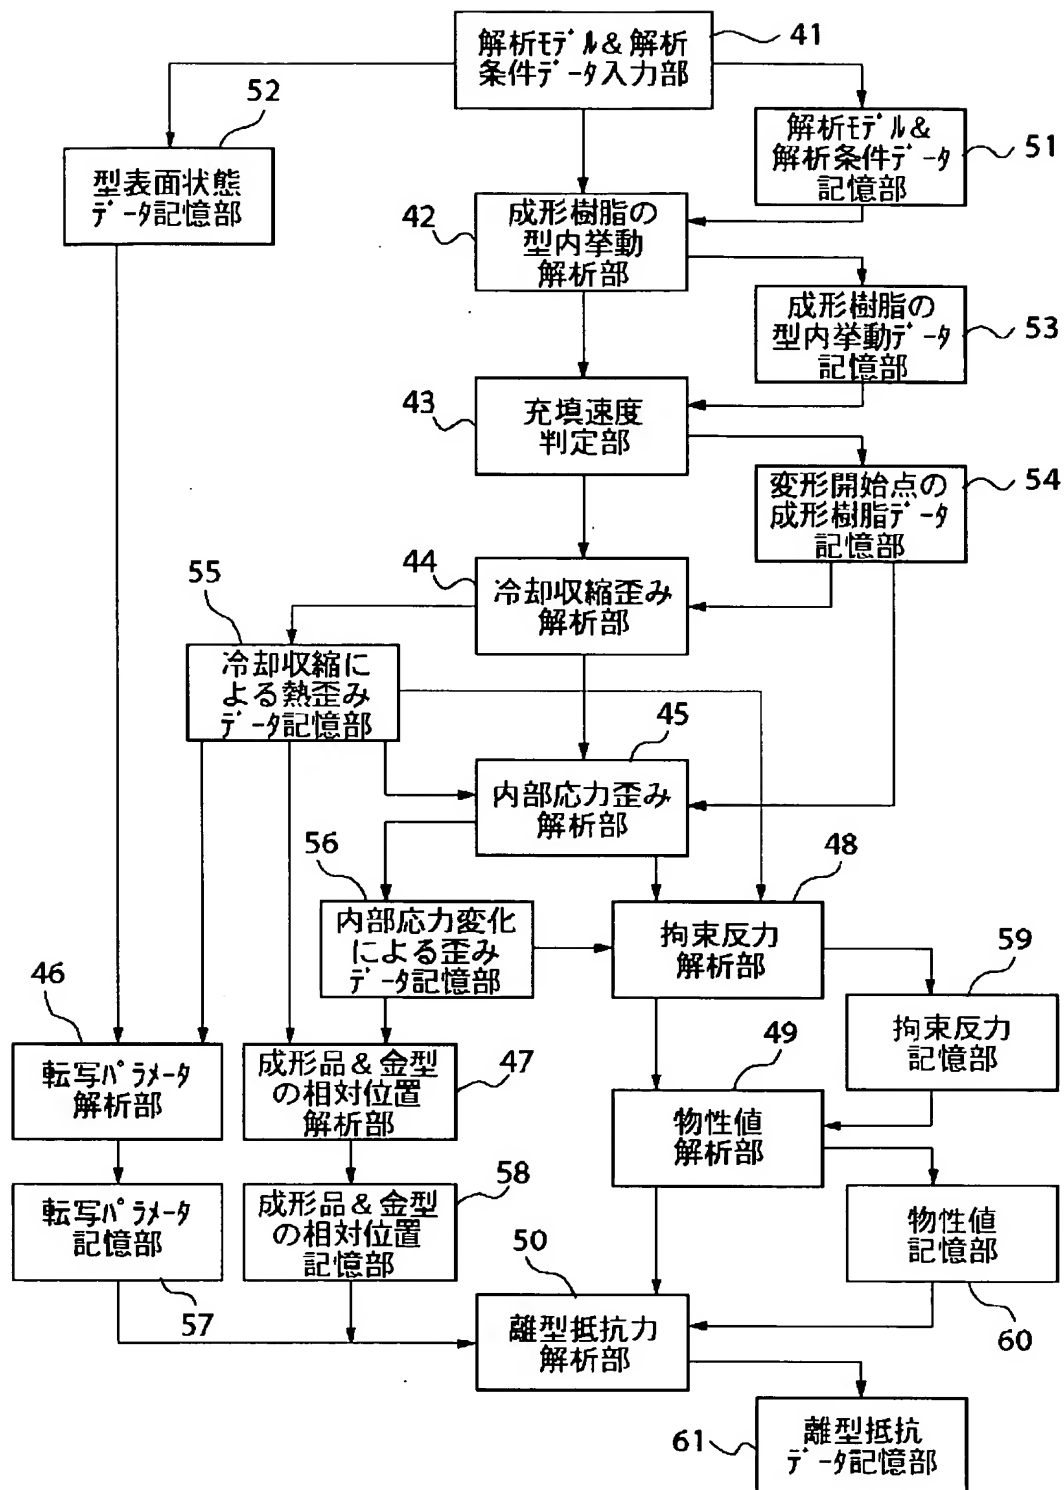 解析ﾓﾃﾞﾙ&解析
条件ﾃﾞｰﾀ入力部
41
52
型表面状態
ﾃﾞｰﾀ記憶部
解析ﾓﾃﾞﾙ&
解析条件ﾃﾞｰﾀ
記憶部
51
42
成形樹脂の
型内挙動
解析部
成形樹脂の
型内挙動ﾃﾞｰﾀ
記憶部
53
43
充填速度
判定部
変形開始点の
成形樹脂ﾃﾞｰﾀ
記憶部
54
44
冷却収縮歪み
解析部
55
冷却収縮に
よる熱歪み
ﾃﾞｰﾀ記憶部
45
内部応力歪み
解析部
56
内部応力変化
による歪み
ﾃﾞｰﾀ記憶部
48
拘束反力
解析部
59
拘束反力
記憶部
46
転写ﾊﾟﾗﾒｰﾀ
解析部
成形品&金型
の相対位置
解析部
47
49
物性値
解析部
転写ﾊﾟﾗﾒｰﾀ
記憶部
57
成形品&金型
の相対位置
記憶部
58
物性値
記憶部
60
50
離型抵抗力
解析部
61
離型抵抗
ﾃﾞｰﾀ記憶部